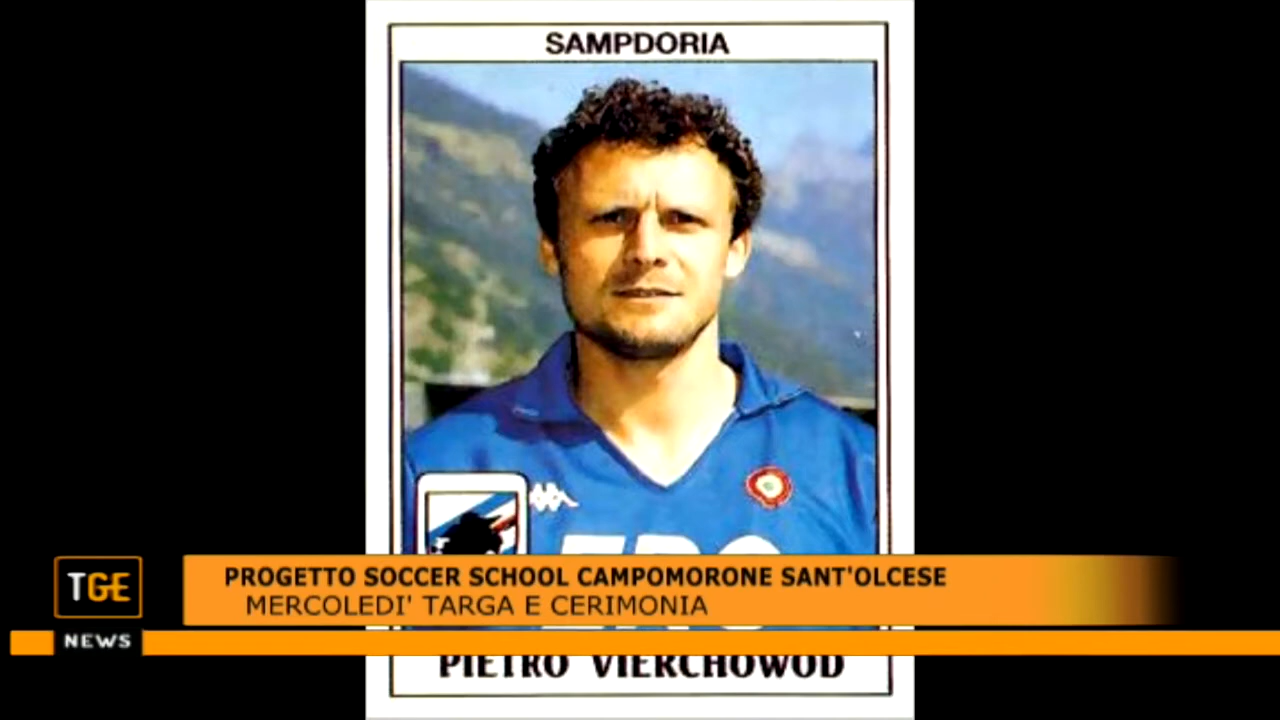 SAMPDORIA
PROGETTO SOCCER SCHOOL CAMPOMORONE SANT'OLCESE
MERCOLEDI' TARGA E CERIMONIA
TGE
NEWS
PIETRO VIERCHOWOD